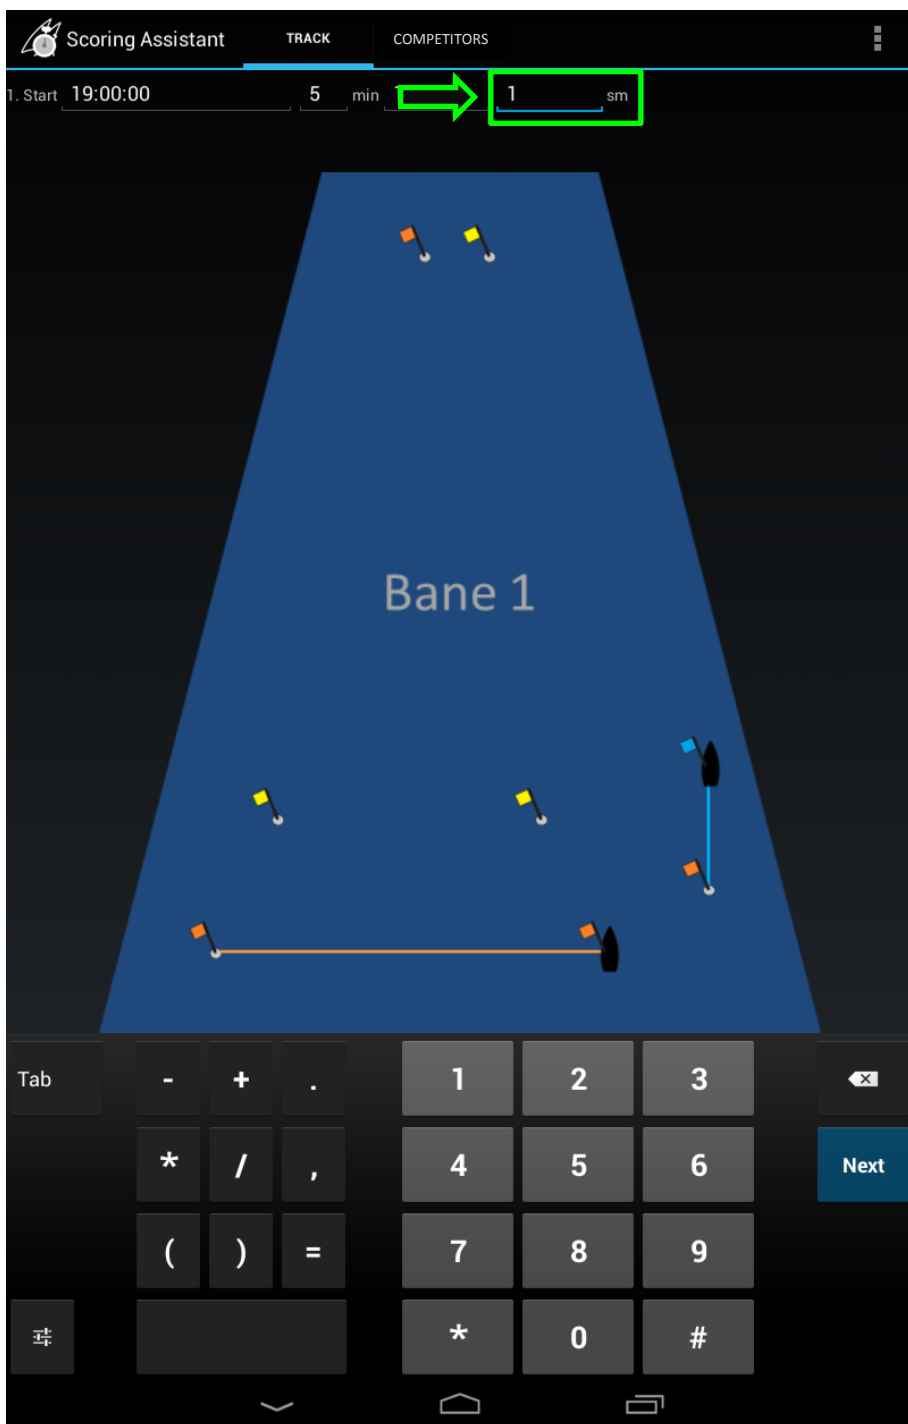 Scoring Assistant TRACK COMPETITORS
1. Start 19:00:00 5 min 1 sm
Bane 1
Tab - + . 1 2 3
* / , 4 5 6 Next
( ) = 7 8 9
* 0 #